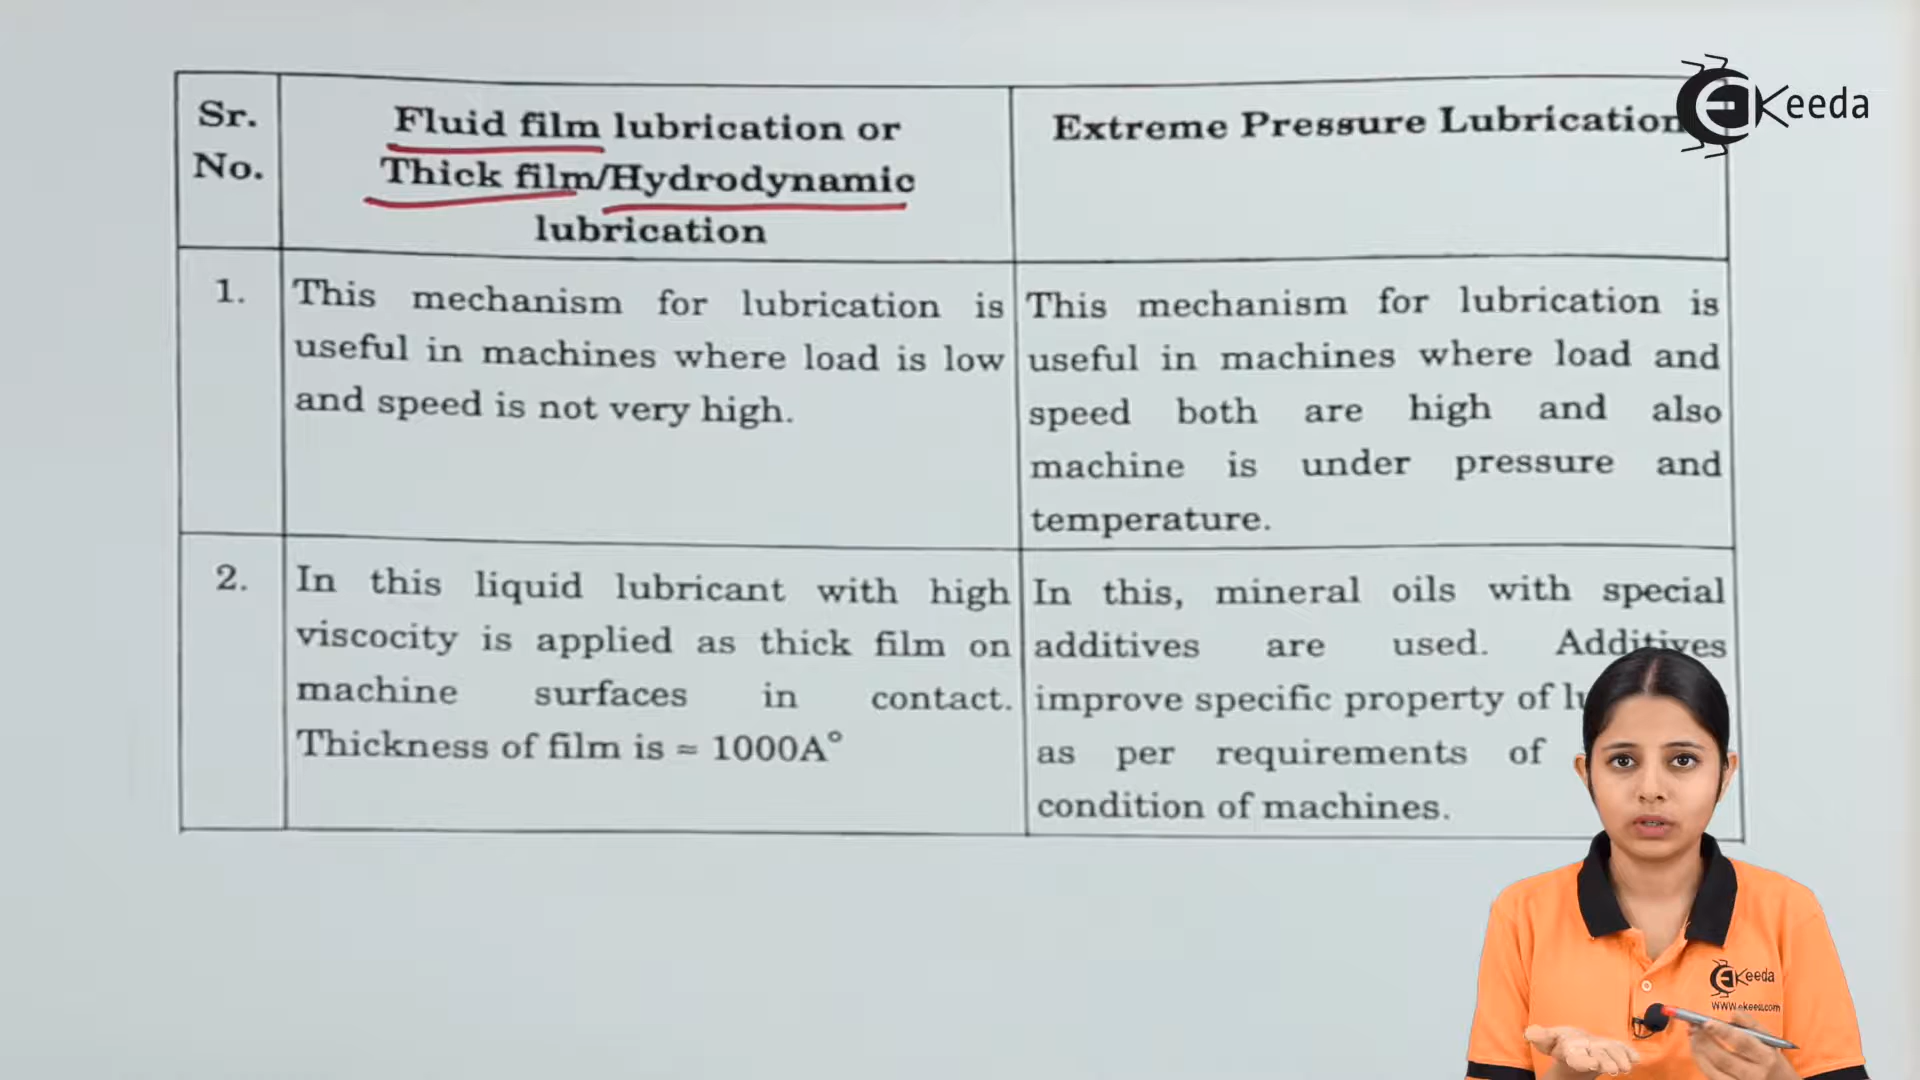 Sr.
No.
Fluid film lubrication or
Thick film/Hydrodynamic
lubrication
Extreme Pressure Lubrication
1.
This mechanism for lubrication is
useful in machines where load is low
and speed is not very high.
This mechanism for lubrication is
useful in machines where load and
speed both are high and also
machine is under pressure and
temperature.
2.
In this liquid lubricant with high
viscocity is applied as thick film on
machine surfaces in contact.
Thickness of film is ≈ 1000A°
In this, mineral oils with special
additives are used. Additives
improve specific property of
as per requirements of
condition of machines.
EKeeda
EKeeda
www.ekeeda.com